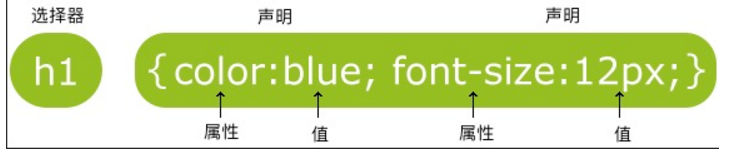 选择器 声明 声明
h1 {color:blue; font-size:12px;}
属性 值 属性 值